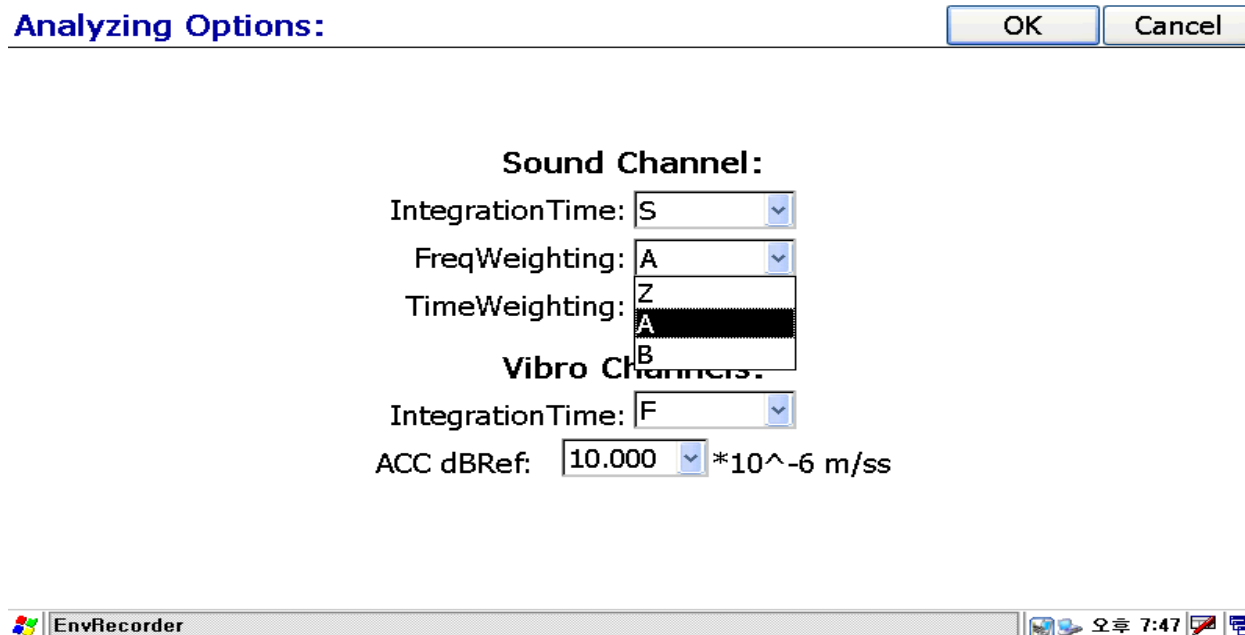 Analyzing Options:
OK
Cancel
Sound Channel:
IntegrationTime: S
FreqWeighting: A
Z
TimeWeighting:
A
B
Vibro Channels:
IntegrationTime: F
ACC dBRef: 10.000 *10^-6 m/ss
EnvRecorder
오후 7:47